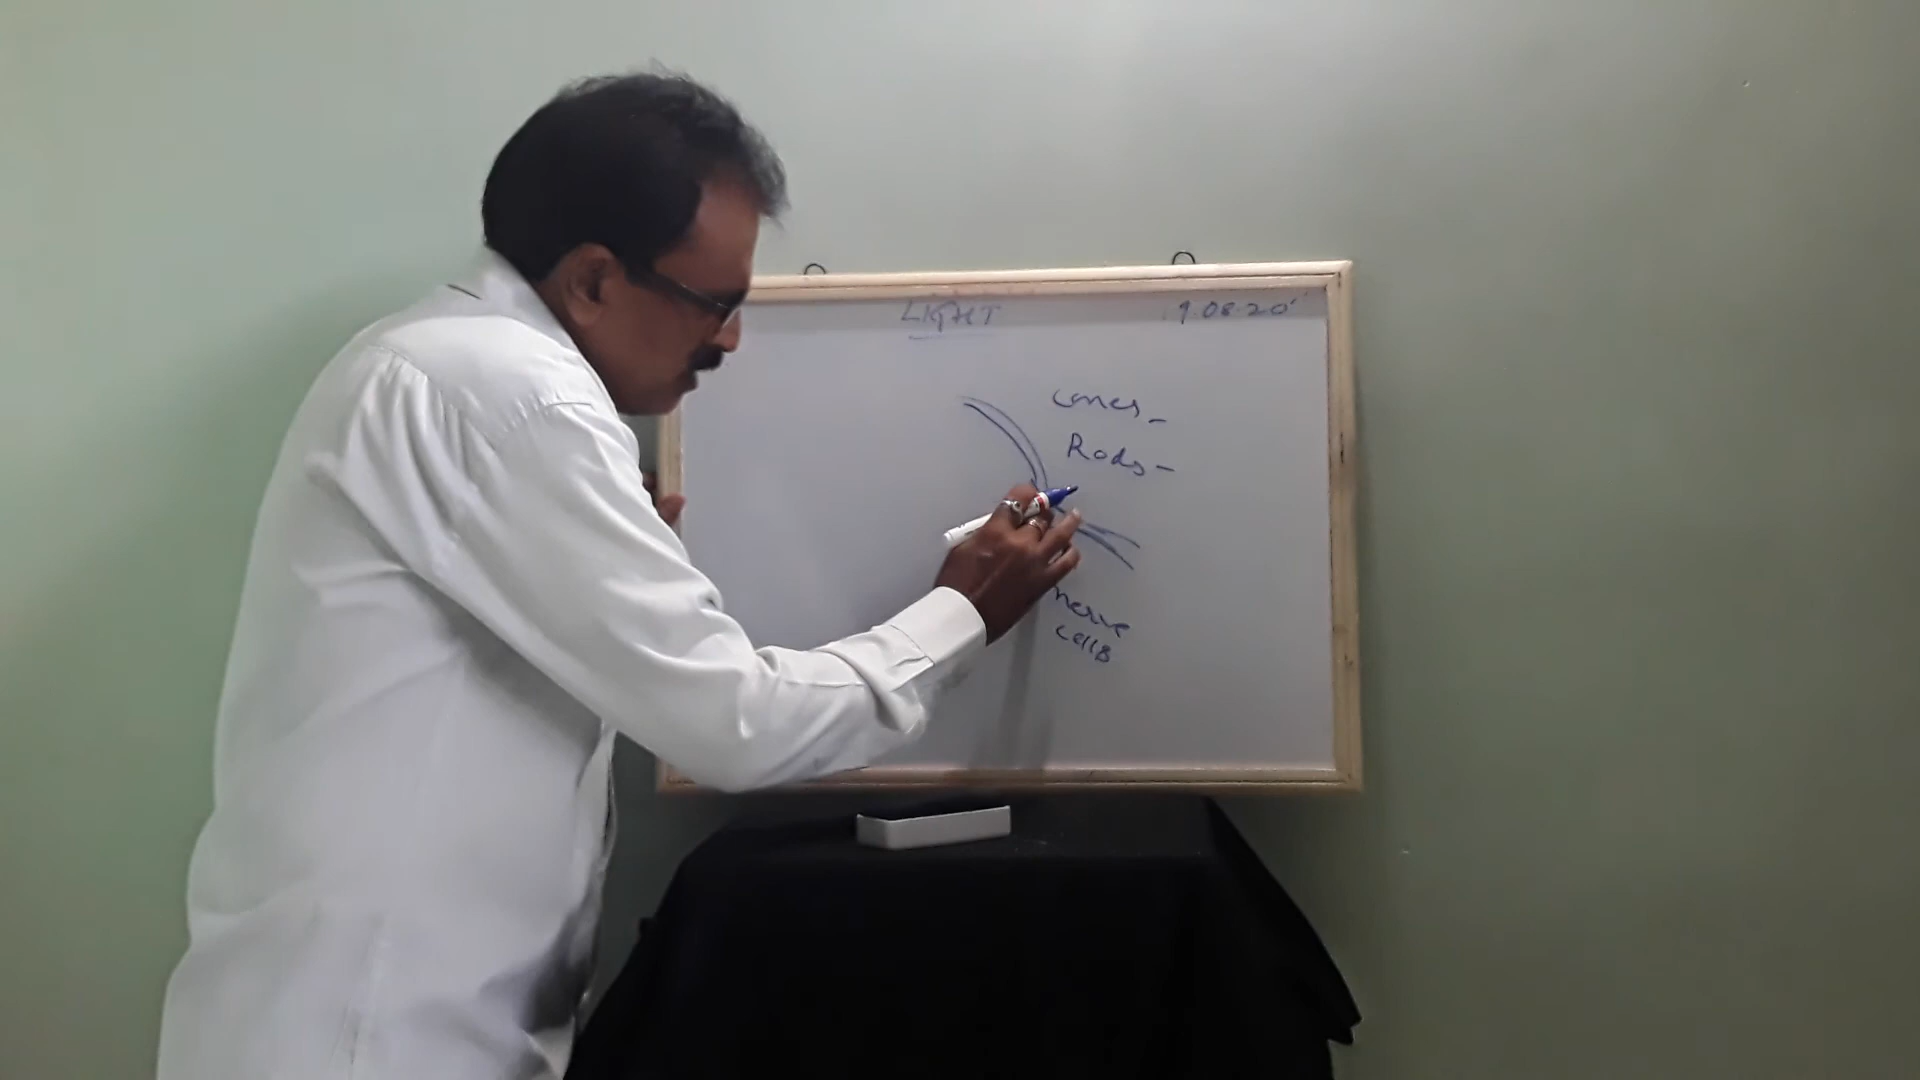 LIGHT
9.08.20
Cones -
Rods -
nerve
cells